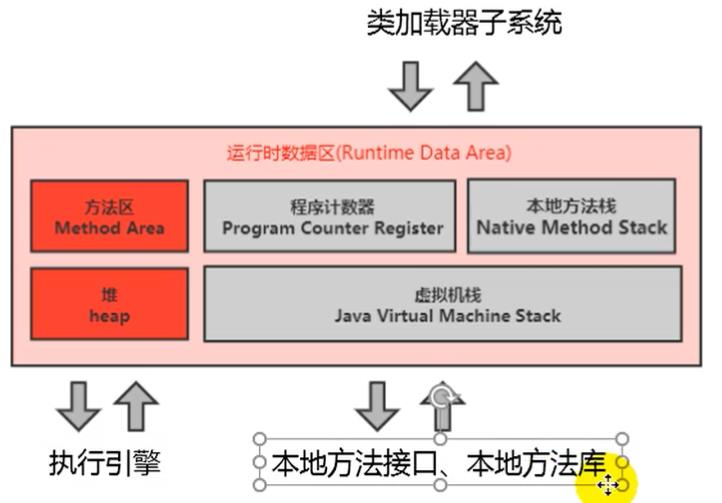 类加载器子系统
运行时数据区(Runtime Data Area)
方法区
Method Area
程序计数器
Program Counter Register
本地方法栈
Native Method Stack
堆
heap
虚拟机栈
Java Virtual Machine Stack
执行引擎
本地方法接口、本地方法库